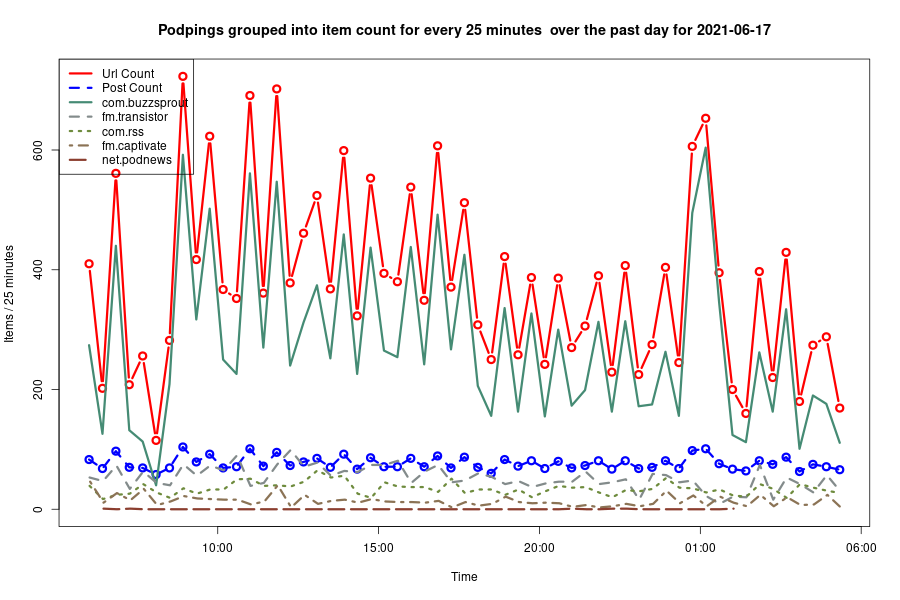 Podpings grouped into item count for every 25 minutes  over the past day for 2021-06-17
Url Count
Post Count
com.buzzsprout
fm.transistor
com.rss
fm.captivate
net.podnews
Items / 25 minutes
600
400
200
0
10:00
15:00
20:00
01:00
06:00
Time